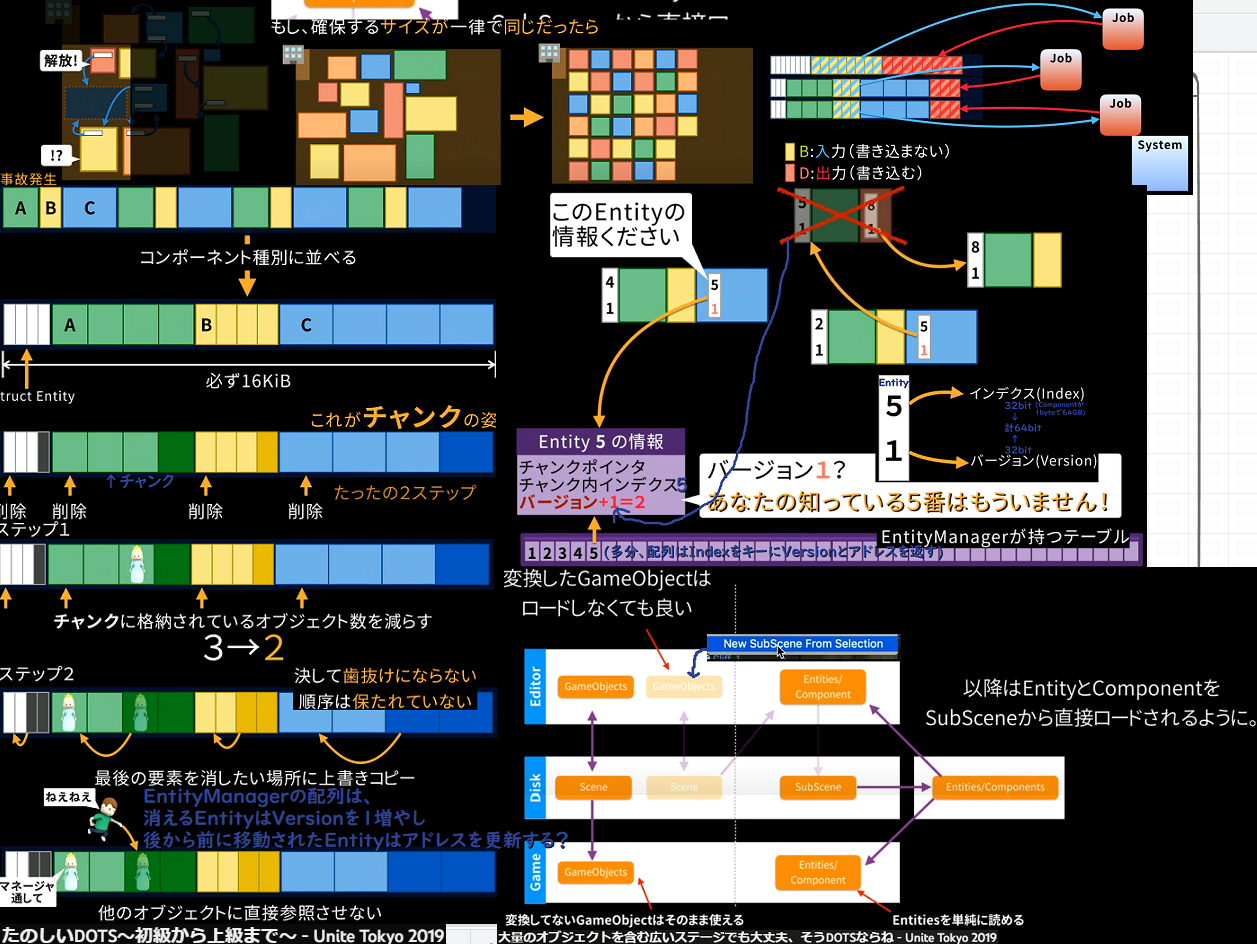 から直接ロ
もし、確保するサイズが一律で同じだったら
解放!
!?
事故発生
A B C
コンポーネント種別に並べる
A B C
必ず16KiB
truct Entity
これがチャンクの姿
↑チャンク
たったの2ステップ
削除 削除 削除 削除
ステップ1
チャンクに格納されているオブジェクト数を減らす
3→2
ステップ2
決して歯抜けにならない
順序は保たれていない
最後の要素を消したい場所に上書きコピー
ねえねえ
EntityManagerの配列は、
消えるEntityはVersionを1増やし
後から前に移動されたEntityはアドレスを更新する?
マネージャ
通して
他のオブジェクトに直接参照させない
たのしいDOTS〜初級から上級まで〜 - Unite Tokyo 2019
Job
Job
Job
System
B:入力(書き込まない)
D:出力(書き込む)
このEntityの
情報ください
4
1
5
1
5
1
8
1
8
1
2
1
5
1
Entity
5
1
インデクス(Index)
32bit (Componentが1byteで64GB)
↓
計64bit
↑
32bit
バージョン(Version)
Entity 5 の情報
チャンクポインタ
チャンク内インデクス5
バージョン+1=2
バージョン1?
あなたの知っている5番はもういません!
EntityManagerが持つテーブル
1 2 3 4 5 (多分、配列はIndexをキーにVersionとアドレスを返す)
変換したGameObjectは
ロードしなくても良い
New SubScene From Selection
Editor
GameObjects
GameObjects
Entities/
Component
以降はEntityとComponentを
SubSceneから直接ロードされるように。
Disk
Scene
Scene
SubScene
Entities/Components
Game
GameObjects
Entities/
Component
変換してないGameObjectはそのまま使える
Entitiesを単純に読める
大量のオブジェクトを含む広いステージでも大丈夫、そうDOTSならね - Unite Tokyo 2019